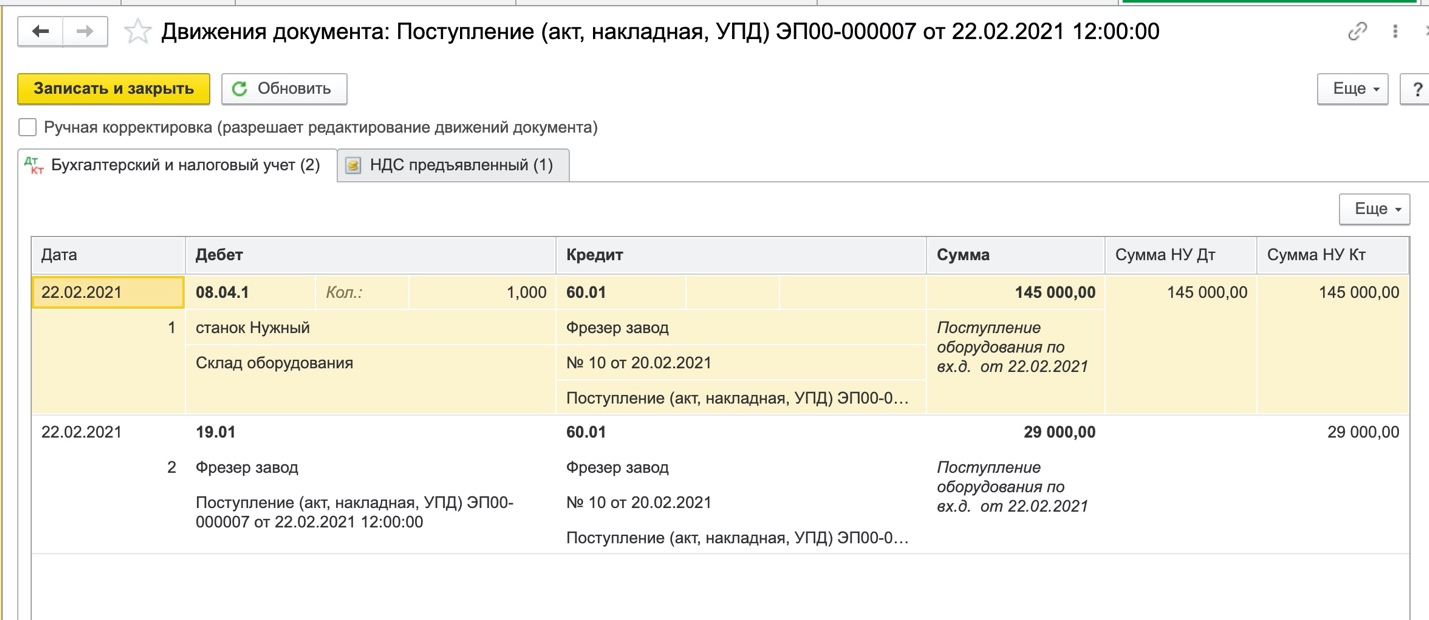 Движения документа: Поступление (акт, накладная, УПД) ЭП00-000007 от 22.02.2021 12:00:00
Записать и закрыть
Обновить
Еще
?
Ручная корректировка (разрешает редактирование движений документа)
Дт Кт Бухгалтерский и налоговый учет (2)
НДС предъявленный (1)
Еще
Дата Дебет Кредит Сумма Сумма НУ Дт Сумма НУ Кт
22.02.2021 08.04.1 Кол.: 1,000 60.01 145 000,00 145 000,00 145 000,00
1 станок Нужный Фрезер завод Поступление
оборудования по
Склад оборудования № 10 от 20.02.2021 вх.д. от 22.02.2021
Поступление (акт, накладная, УПД) ЭП00-0...
22.02.2021 19.01 60.01 29 000,00 29 000,00
2 Фрезер завод Фрезер завод Поступление
оборудования по
Поступление (акт, накладная, УПД) ЭП00- № 10 от 20.02.2021 вх.д. от 22.02.2021
000007 от 22.02.2021 12:00:00
Поступление (акт, накладная, УПД) ЭП00-0...